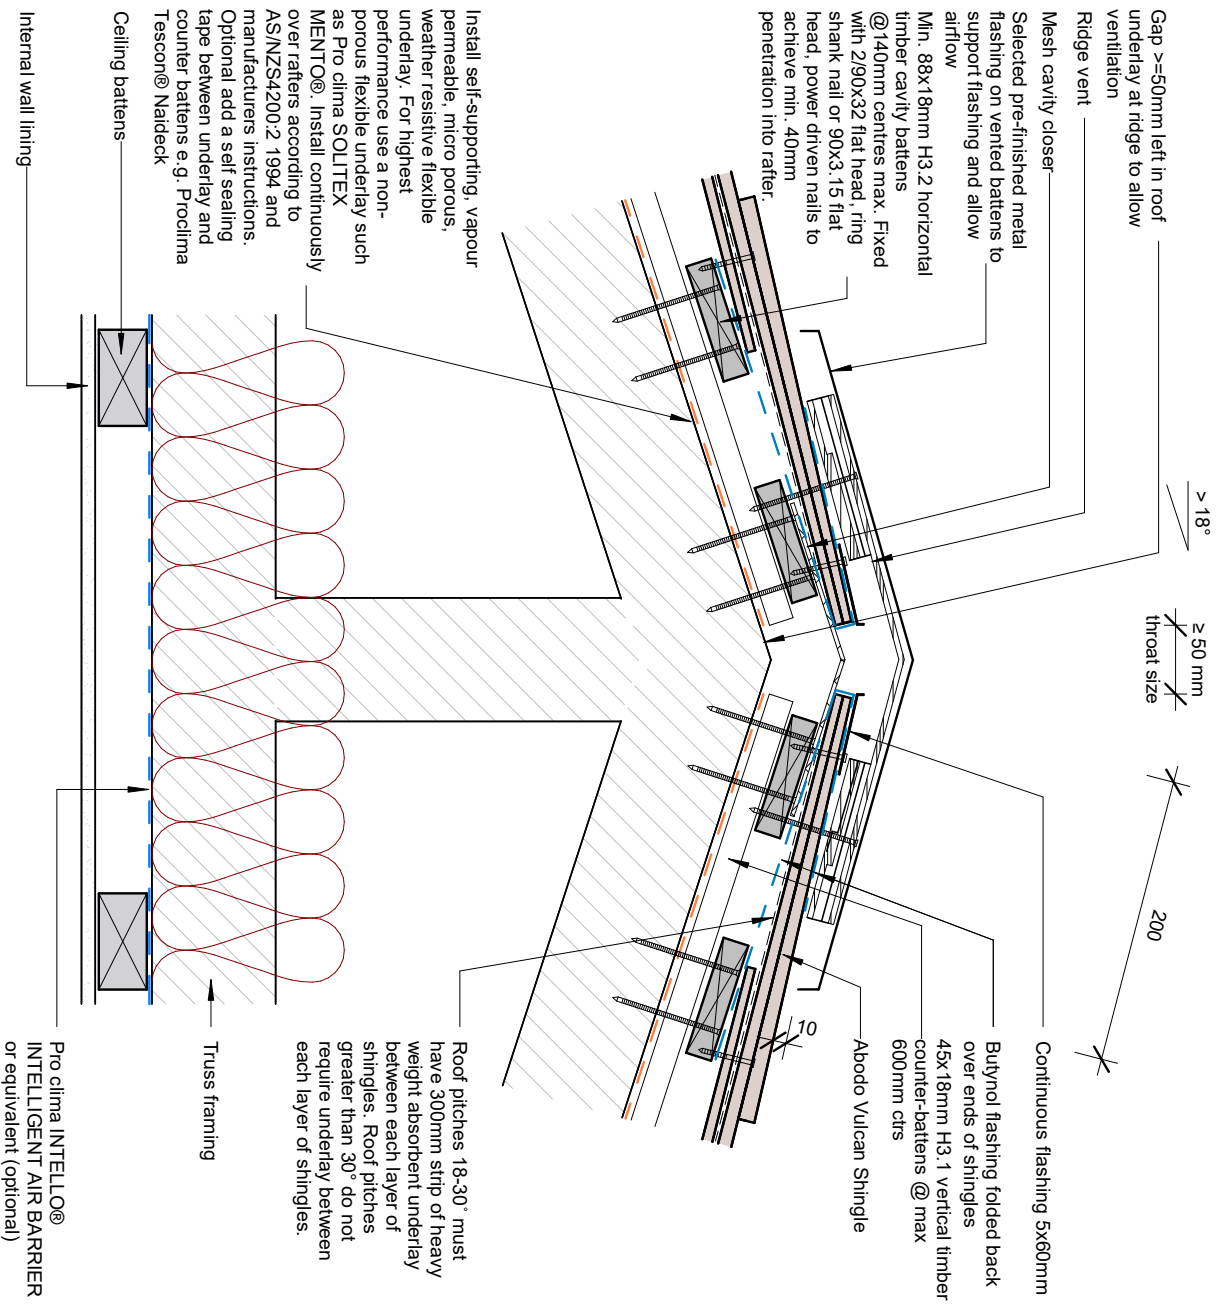 Gap >=50mm left in roof
underlay at ridge to allow
ventilation
Ridge vent
Mesh cavity closer
Selected pre-finished metal
flashing on vented battens to
support flashing and allow
airflow
Min. 88x18mm H3.2 horizontal
timber cavity battens
@140mm centres max. Fixed
with 2/90x32 flat head, ring
shank nail or 90x3.15 flat
head, power driven nails to
achieve min. 40mm
penetration into rafter.
Install self-supporting, vapour
permeable, micro porous,
weather resistive flexible
underlay. For highest
performance use a non-
porous flexible underlay such
as Pro clima SOLITEX
MENTO®. Install continuously
over rafters according to
AS/NZS4200:2 1994 and
manufacturers instructions.
Optional add a self sealing
tape between underlay and
counter battens e.g. Proclima
Tescon® Naideck
Ceiling battens
Internal wall lining
>18°
≥ 50 mm
throat size
200
10
Continuous flashing 5x60mm
Butynol flashing folded back
over ends of shingles
45x18mm H3.1 vertical timber
counter-battens @ max
600mm ctrs
Abodo Vulcan Shingle
Roof pitches 18-30° must
have 300mm strip of heavy
weight absorbent underlay
between each layer of
shingles. Roof pitches
greater than 30° do not
require underlay between
each layer of shingles.
Truss framing
Pro clima INTELLO®
INTELLIGENT AIR BARRIER
or equivalent (optional)